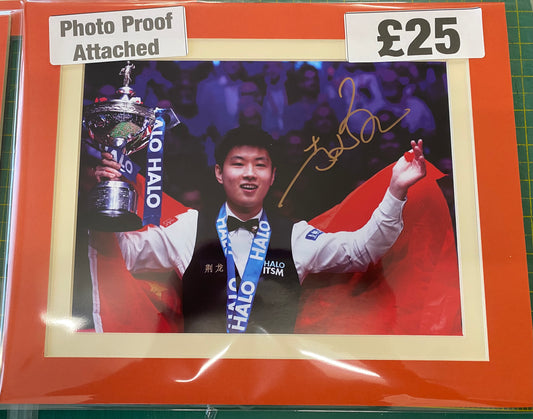 Photo Proof
Attached
£25
HALO
HALO
HALO
HALO
ITSM
荆 龙
HALO